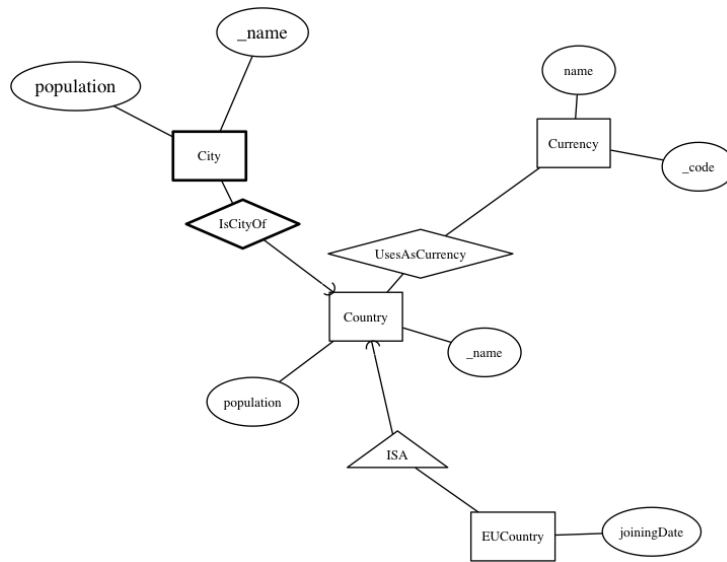 _name
population
name
Currency
City
_code
IsCityOf
UsesAsCurrency
Country
_name
population
ISA
EUCountry
joiningDate